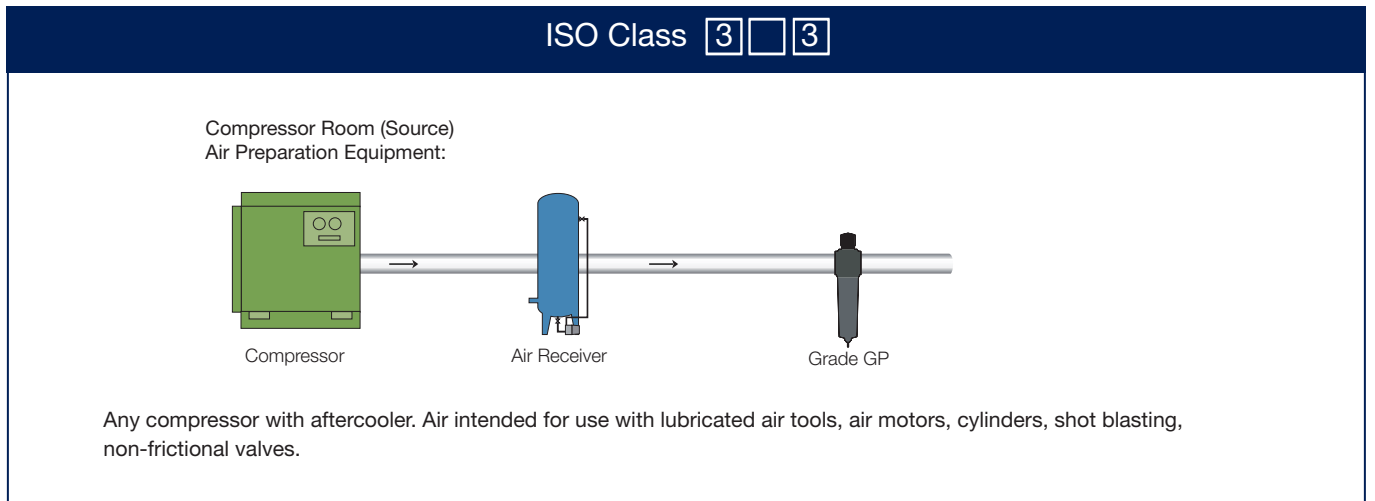 ISO Class 3 3
Compressor Room (Source)
Air Preparation Equipment:
Compressor
Air Receiver
Grade GP
Any compressor with aftercooler. Air intended for use with lubricated air tools, air motors, cylinders, shot blasting,
non-frictional valves.